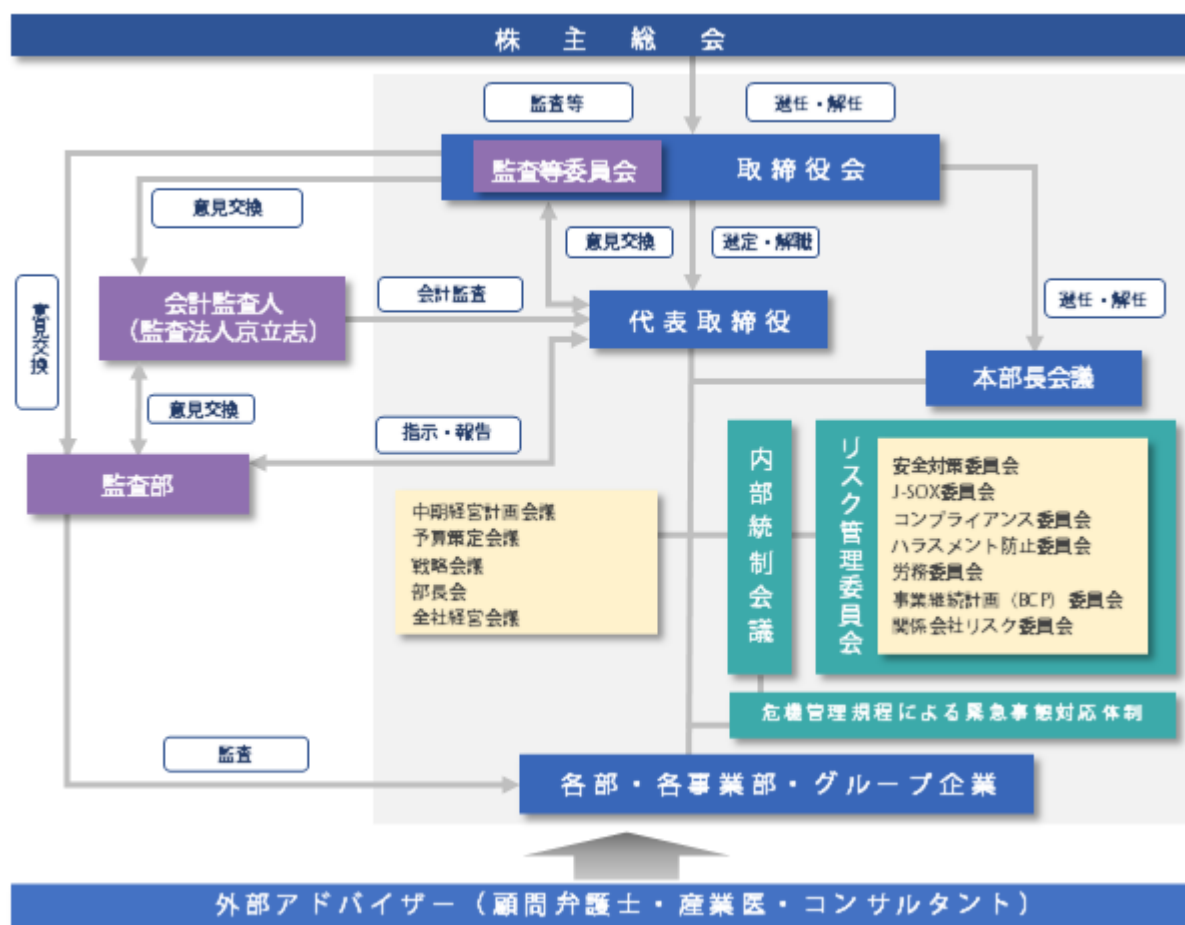 株主総会
監査等
選任・解任
監査等委員会
取締役会
意見交換
意見交換
選定・解職
会計監査人
（監査法人京立志）
会計監査
代表取締役
選任・解任
意見交換
本部長会議
意見交換
指示・報告
監査部
内部統制会議
リスク管理委員会
安全対策委員会
J-SOX委員会
コンプライアンス委員会
ハラスメント防止委員会
労務委員会
事業継続計画（BCP）委員会
関係会社リスク委員会
中期経営計画会議
予算策定会議
戦略会議
部長会
全社経営会議
危機管理規程による緊急事態対応体制
監査
各部・各事業部・グループ企業
外部アドバイザー（顧問弁護士・産業医・コンサルタント）